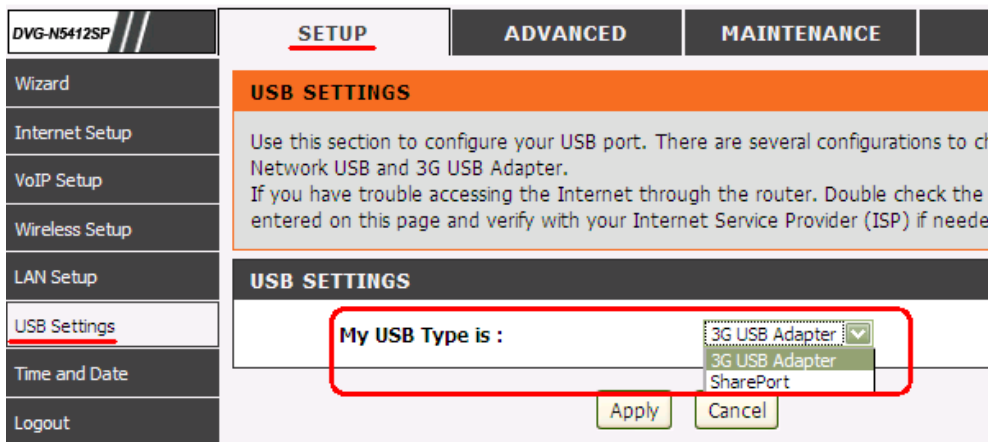 DVG-N5412SP
SETUP
ADVANCED
MAINTENANCE
Wizard
Internet Setup
VoIP Setup
Wireless Setup
LAN Setup
USB Settings
Time and Date
Logout
USB SETTINGS
Use this section to configure your USB port. There are several configurations to ch
Network USB and 3G USB Adapter.
If you have trouble accessing the Internet through the router. Double check the
entered on this page and verify with your Internet Service Provider (ISP) if neede
USB SETTINGS
My USB Type is :
3G USB Adapter
3G USB Adapter
SharePort
Apply
Cancel